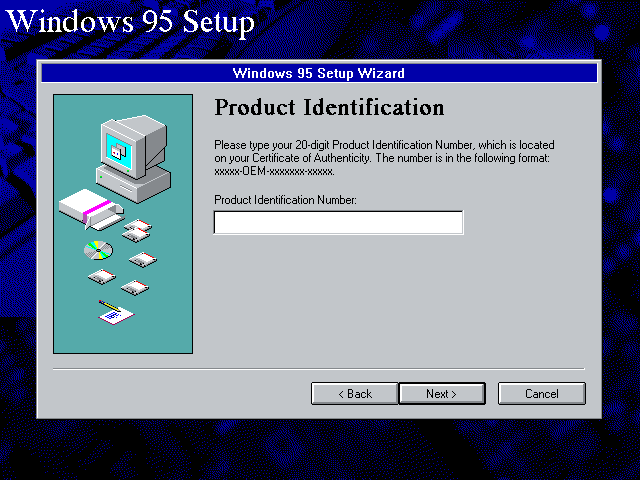 Windows 95 Setup
Windows 95 Setup Wizard
Product Identification
Please type your 20-digit Product Identification Number, which is located
on your Certificate of Authenticity. The number is in the following format:
xxxxx-OEM-xxxxxxx-xxxxx.
Product Identification Number:
< Back
Next >
Cancel